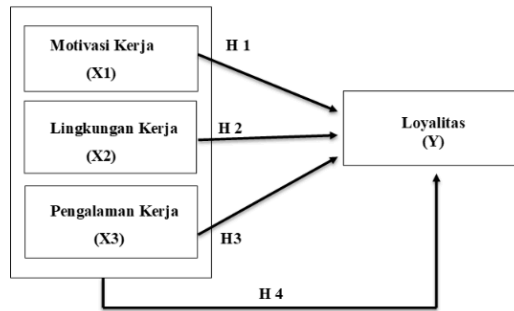 Motivasi Kerja
(X1)
H 1
Lingkungan Kerja
(X2)
H 2
Loyalitas
(Y)
Pengalaman Kerja
(X3)
H3
H 4